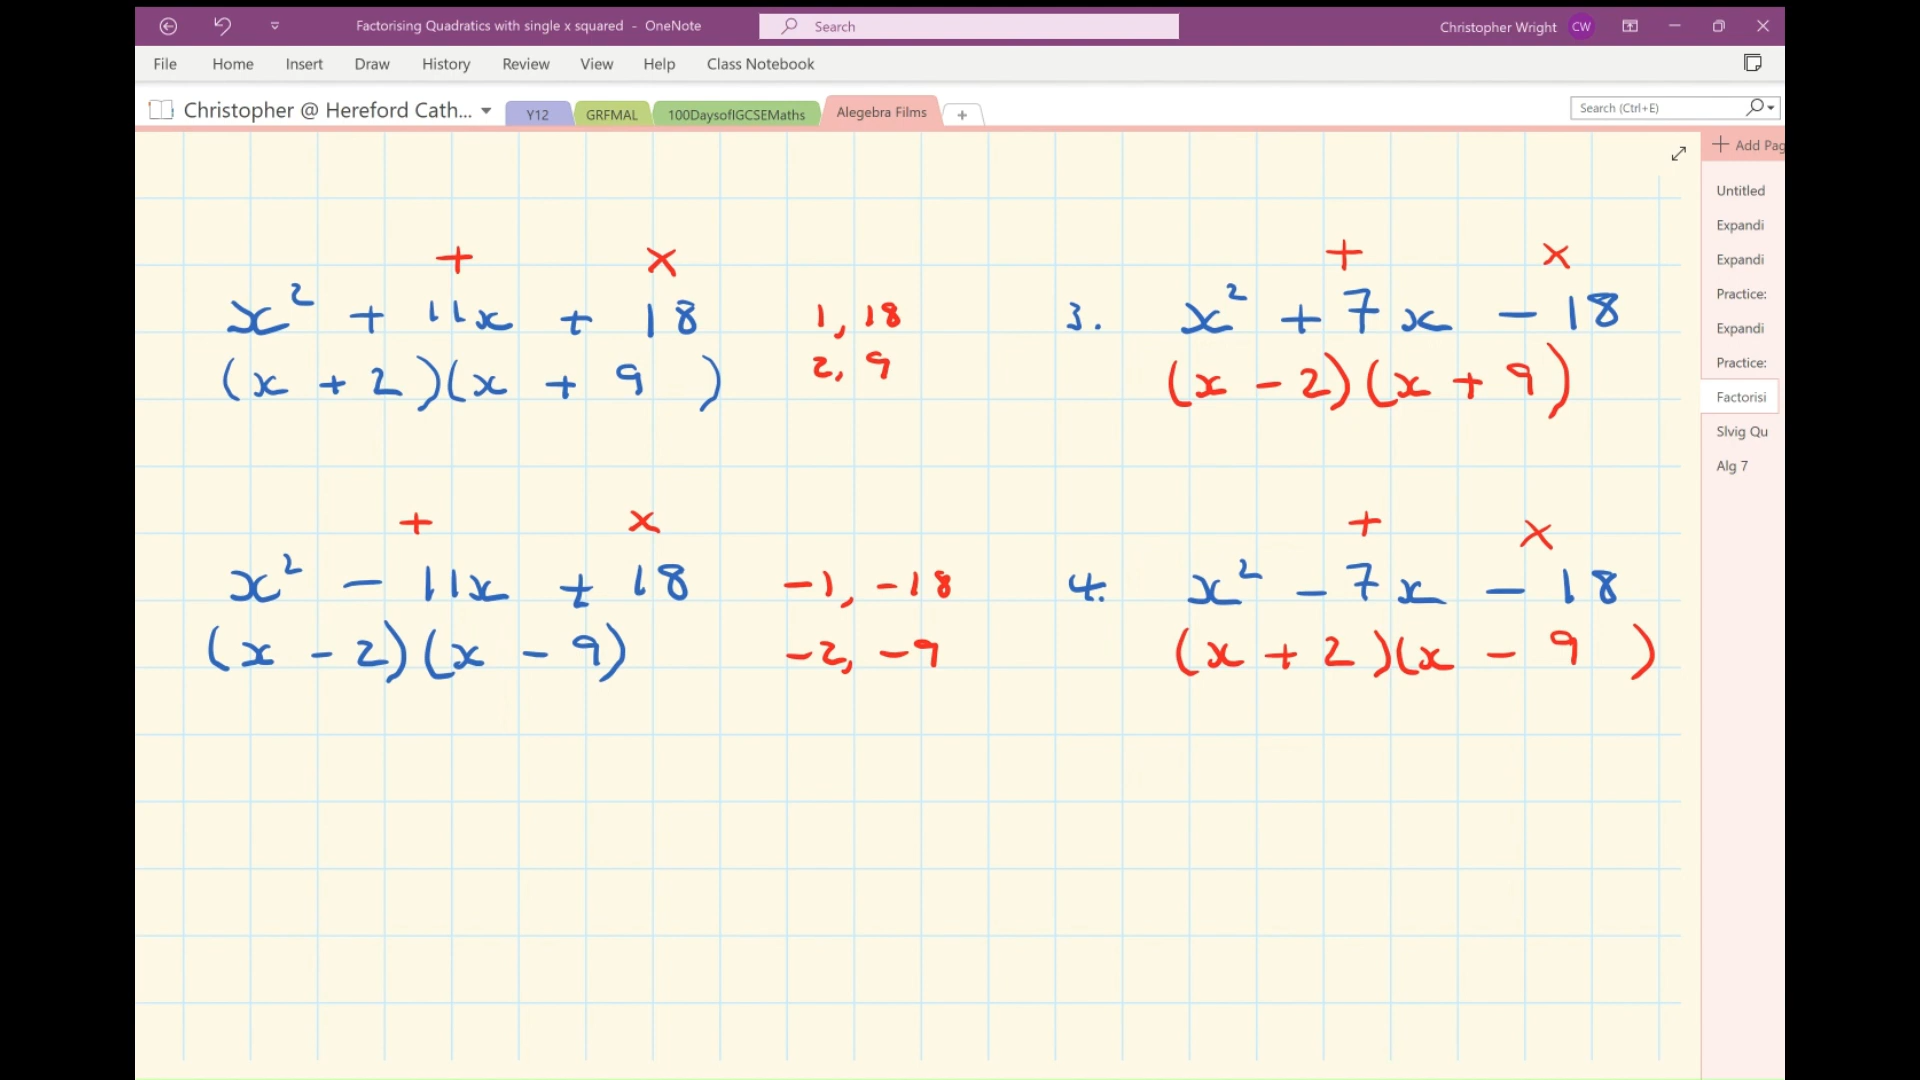 Factorising Quadratics with single x squared - OneNote
Search
Christopher Wright CW
File Home Insert Draw History Review View Help Class Notebook
Christopher @ Hereford Cath... Y12 GRFMAL 100DaysofIGCSEMaths Alegebra Films +
Search (Ctrl+E)
+ Add Pag
Untitled
Expandi
Expandi
Practice:
Expandi
Practice:
Factorisi
Slvig Qu
Alg 7
+ x
x² + 11x + 18
(x + 2)(x + 9)
1, 18
2, 9
+ x
x² - 11x + 18
(x - 2)(x - 9)
-1, -18
-2, -9
+ x
3. x² + 7x - 18
(x - 2)(x + 9)
+ x
4. x² - 7x - 18
(x + 2)(x - 9)